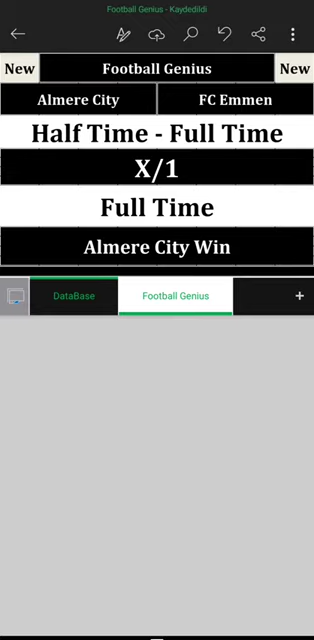 Football Genius - Kaydedildi
New Football Genius New
Almere City FC Emmen
Half Time - Full Time
X/1
Full Time
Almere City Win
DataBase Football Genius +